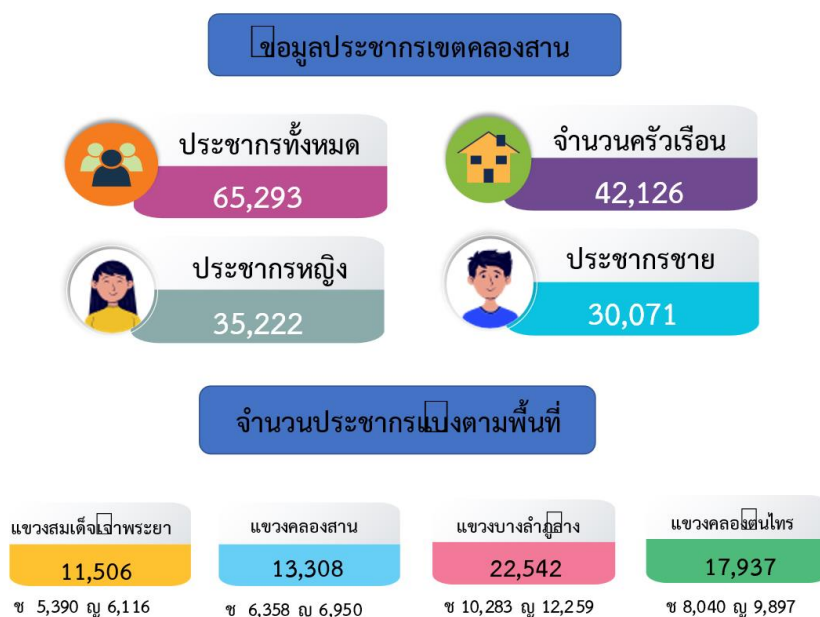 ข้อมูลประชากรเขตคลองสาน
ประชากรทั้งหมด
65,293
จำนวนครัวเรือน
42,126
ประชากรหญิง
35,222
ประชากรชาย
30,071
จำนวนประชากรแบ่งตามพื้นที่
แขวงสมเด็จเจ้าพระยา
11,506
ช 5,390 ญ 6,116
แขวงคลองสาน
13,308
ช 6,358 ญ 6,950
แขวงบางลำภูล่าง
22,542
ช 10,283 ญ 12,259
แขวงคลองต้นไทร
17,937
ช 8,040 ญ 9,897